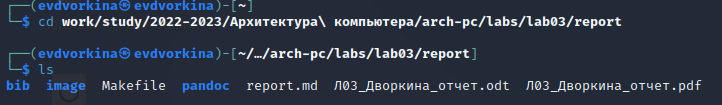 ┌──(evdvorkina㉿evdvorkina)-[~]
└─$ cd work/study/2022-2023/Архитектура\ компьютера/arch-pc/labs/lab03/report
┌──(evdvorkina㉿evdvorkina)-[~/…/arch-pc/labs/lab03/report]
└─$ ls
bib image Makefile pandoc report.md Л03_Дворкина_отчет.odt Л03_Дворкина_отчет.pdf